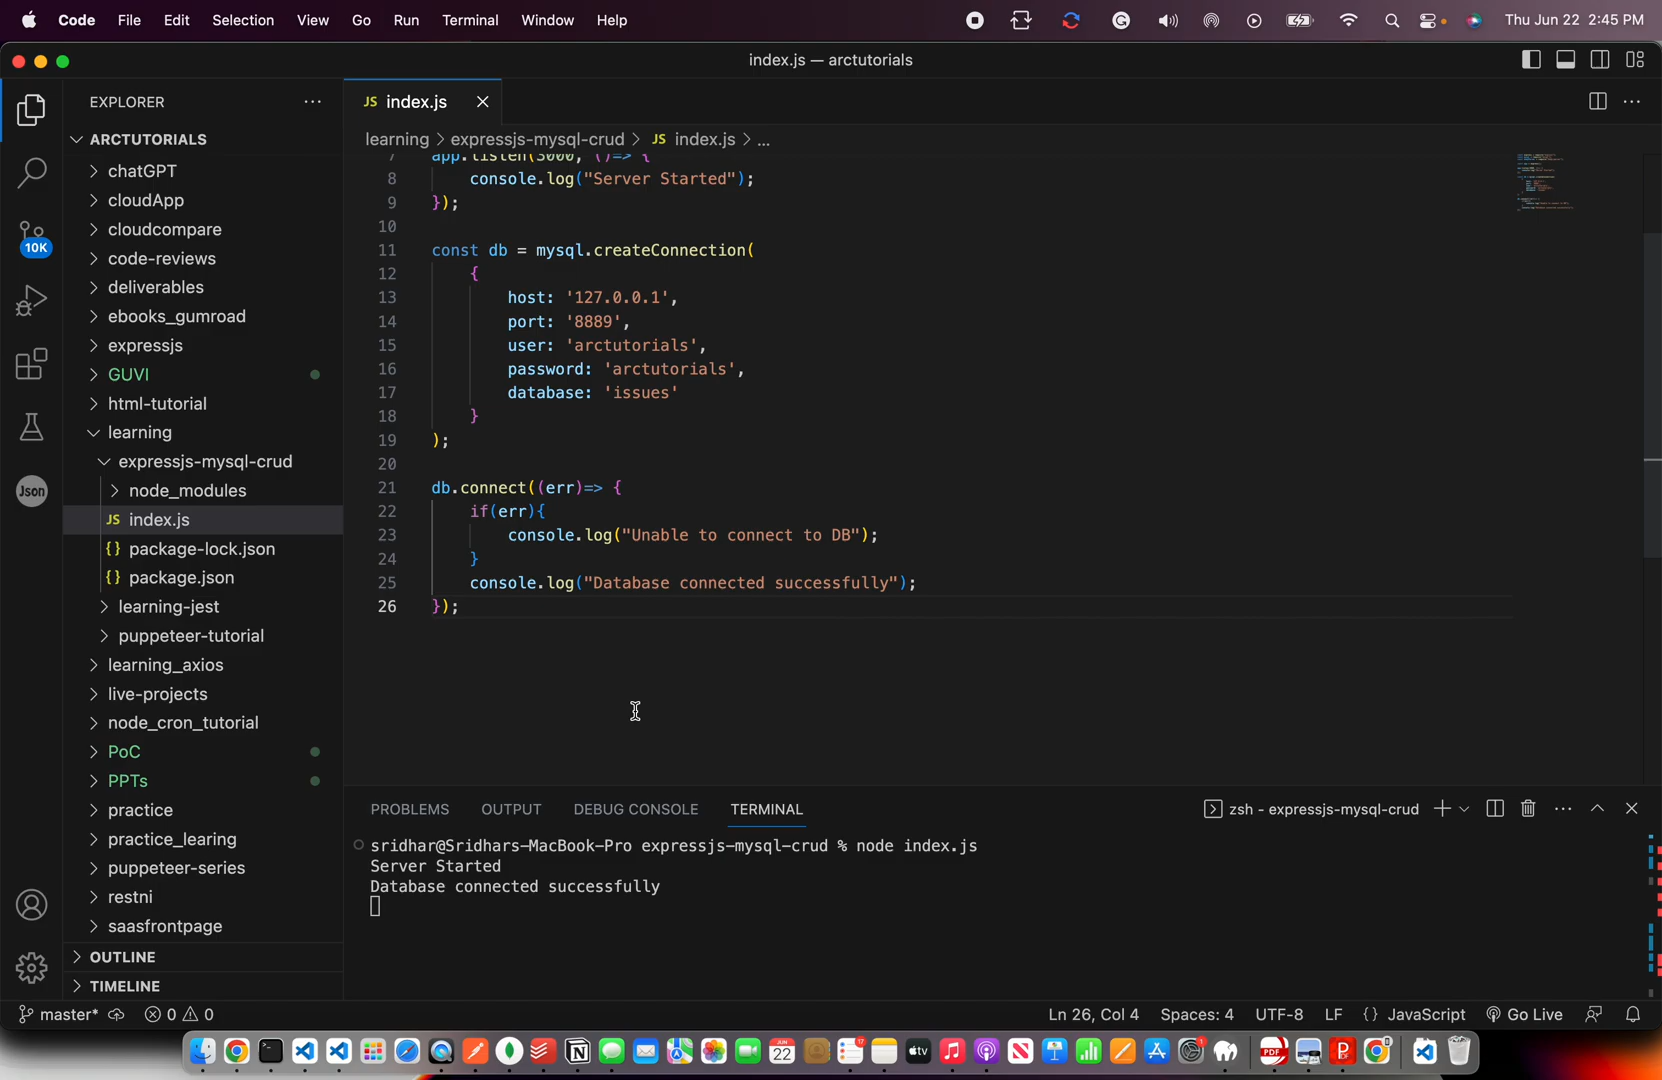 Code File Edit Selection View Go Run Terminal Window Help Thu Jun 22 2:45 PM
index.js — arctutorials
EXPLORER
JS index.js
ARCTUTORIALS
learning > expressjs-mysql-crud > JS index.js > ...
chatGPT
cloudApp
cloudcompare
code-reviews
deliverables
ebooks_gumroad
expressjs
GUVI
html-tutorial
learning
expressjs-mysql-crud
node_modules
JS index.js
{} package-lock.json
{} package.json
learning-jest
puppeteer-tutorial
learning_axios
live-projects
node_cron_tutorial
PoC
PPTs
practice
practice_learing
puppeteer-series
restni
saasfrontpage
OUTLINE
TIMELINE
10K
Json
7 app.listen(3000, ()=> {
8 console.log("Server Started");
9 });
10
11 const db = mysql.createConnection(
12 {
13 host: '127.0.0.1',
14 port: '8889',
15 user: 'arctutorials',
16 password: 'arctutorials',
17 database: 'issues'
18 }
19 );
20
21 db.connect((err)=> {
22 if(err){
23 console.log("Unable to connect to DB");
24 }
25 console.log("Database connected successfully");
26 });
PROBLEMS OUTPUT DEBUG CONSOLE TERMINAL zsh - expressjs-mysql-crud
sridhar@Sridhars-MacBook-Pro expressjs-mysql-crud % node index.js
Server Started
Database connected successfully
master* 0 0 Ln 26, Col 4 Spaces: 4 UTF-8 LF {} JavaScript Go Live